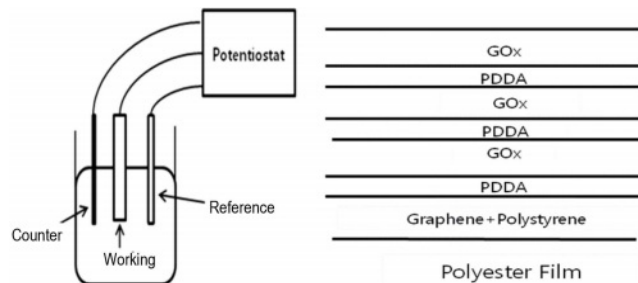 Potentiostat
Counter
Working
Reference
GOx
PDDA
GOx
PDDA
GOx
PDDA
Graphene+Polystyrene
Polyester Film